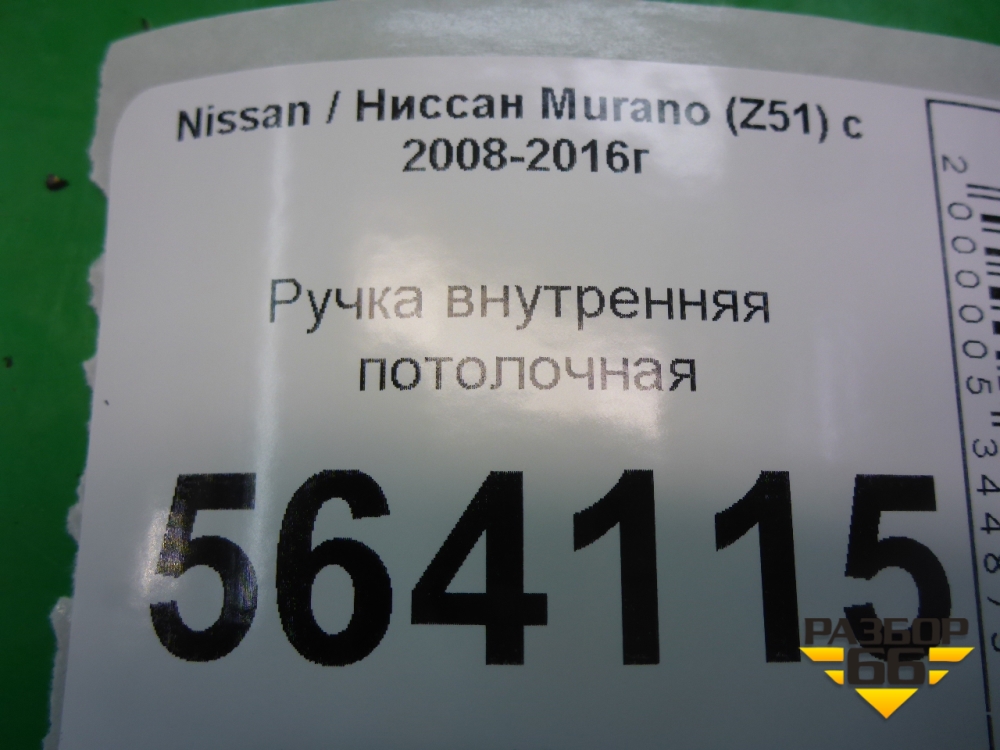 Nissan / Ниссан Murano (Z51) с
2008-2016г
Ручка внутренняя
потолочная
564115
РАЗБОР
66